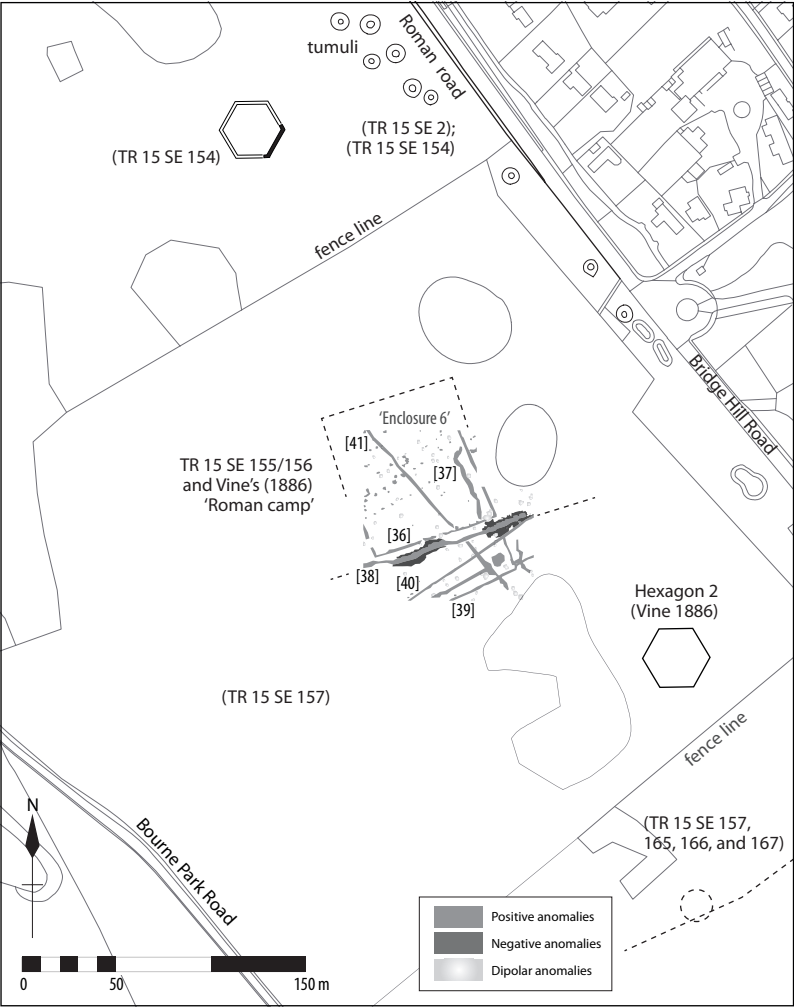 tumuli
Roman road
(TR 15 SE 2);
(TR 15 SE 154)
(TR 15 SE 154)
fence line
Bridge Hill Road
'Enclosure 6'
[41]
[37]
TR 15 SE 155/156
and Vine's (1886)
'Roman camp'
[36]
[38]
[40]
[39]
Hexagon 2
(Vine 1886)
(TR 15 SE 157)
fence line
N
Bourne Park Road
(TR 15 SE 157,
165, 166, and 167)
Positive anomalies
Negative anomalies
Dipolar anomalies
0 50 150 m